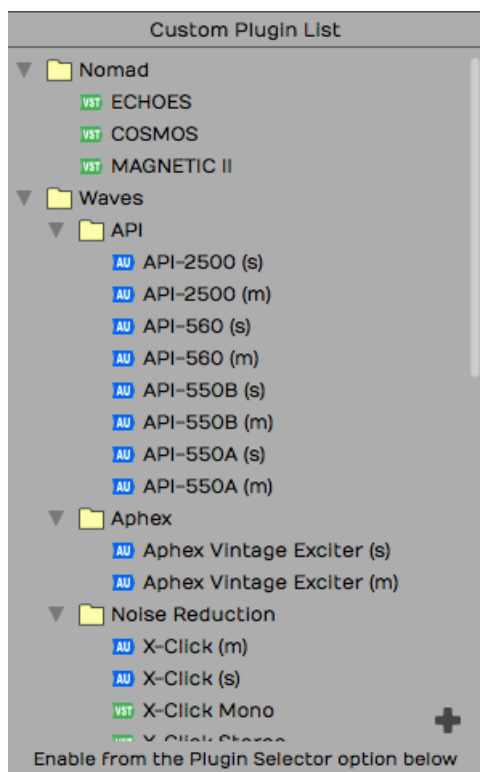 Custom Plugin List
Nomad
VST ECHOES
VST COSMOS
VST MAGNETIC II
Waves
API
AU API-2500 (s)
AU API-2500 (m)
AU API-560 (s)
AU API-560 (m)
AU API-550B (s)
AU API-550B (m)
AU API-550A (s)
AU API-550A (m)
Aphex
AU Aphex Vintage Exciter (s)
AU Aphex Vintage Exciter (m)
Noise Reduction
AU X-Click (m)
AU X-Click (s)
VST X-Click Mono
VST X-Click Stereo
Enable from the Plugin Selector option below